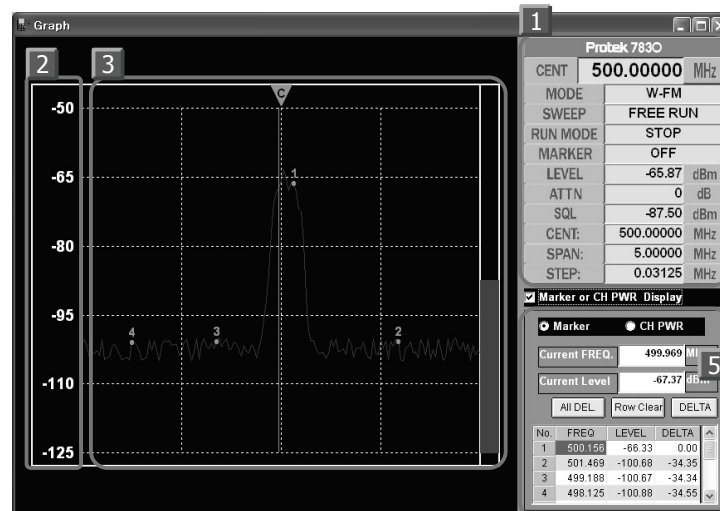 Graph
1
2
3
Protek 7830
CENT 500.00000 MHz
MODE W-FM
SWEEP FREE RUN
RUN MODE STOP
MARKER OFF
LEVEL -65.87 dBm
ATTN 0 dB
SQL -87.50 dBm
CENT: 500.00000 MHz
SPAN: 5.00000 MHz
STEP: 0.03125 MHz
C
-50
-65
-80
-95
-110
-125
1
4
3
2
Marker or CH PWR Display
Marker CH PWR
5
Current FREQ. 499.969
Current Level -67.37 dBm
All DEL. Row Clear DELTA
No. FREQ LEVEL DELTA
1 500.156 -66.33 0.00
2 501.469 -100.68 -34.35
3 499.188 -100.67 -34.34
4 498.125 -100.88 -34.55